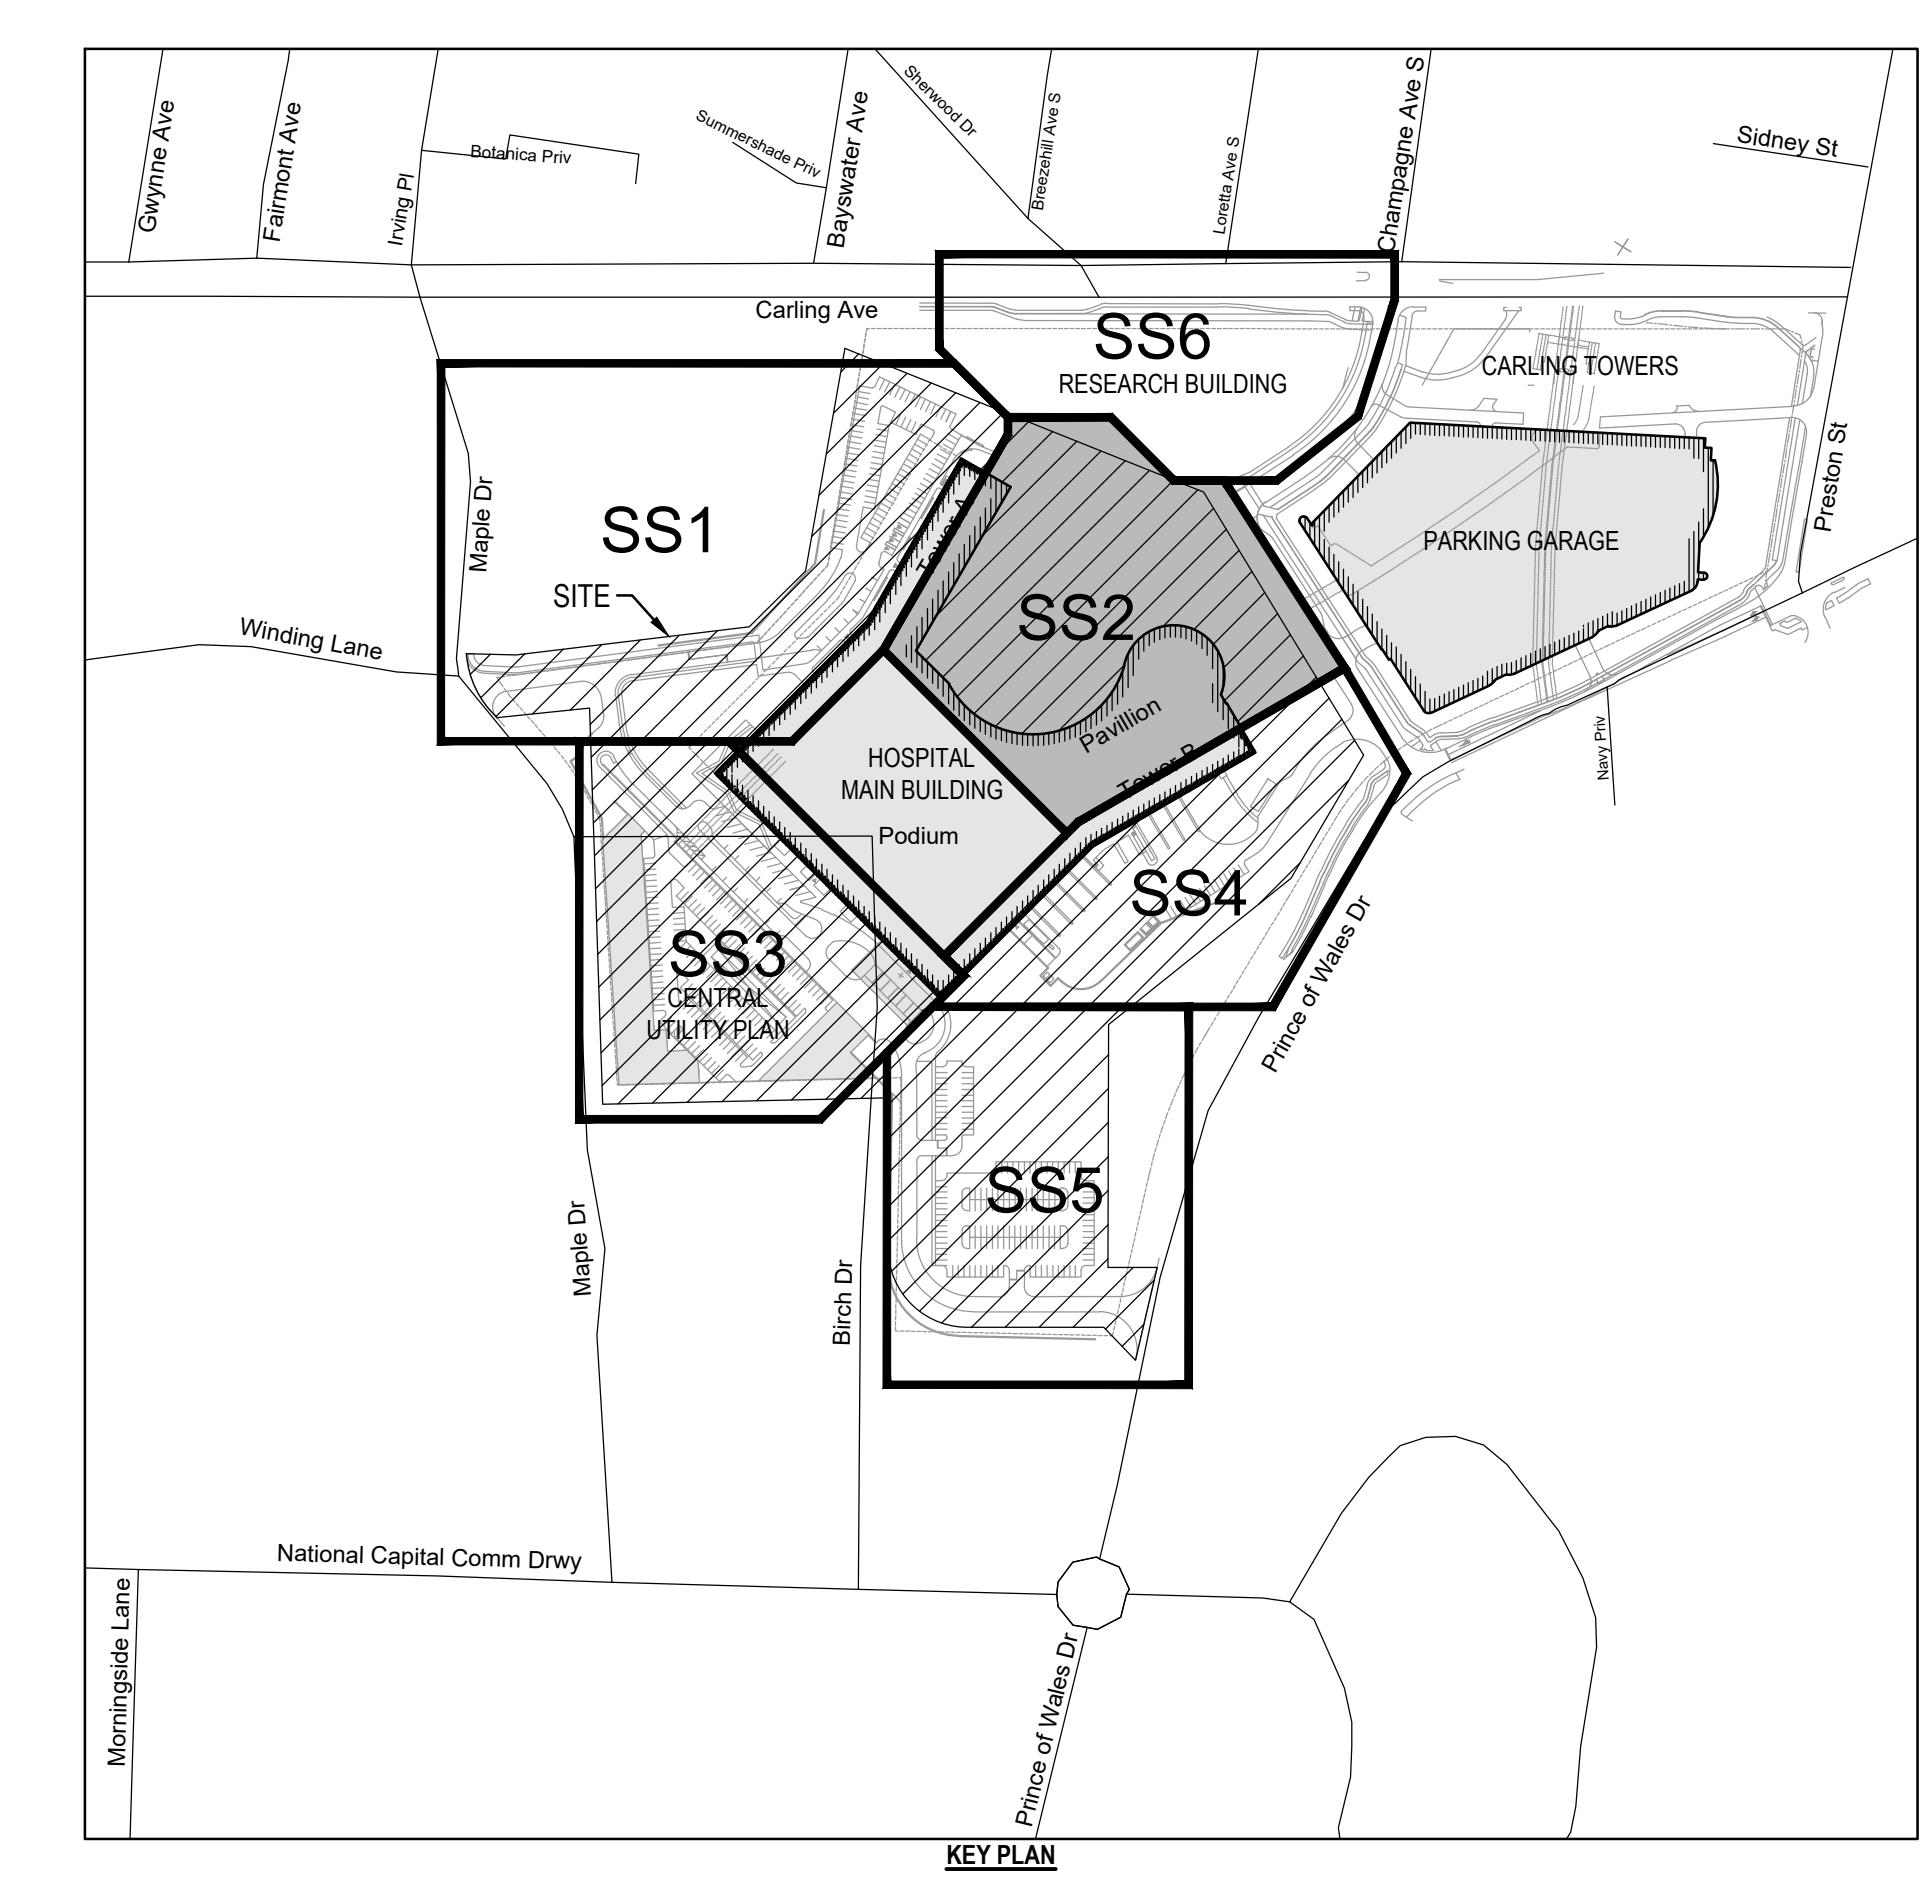 Gwynne Ave
Fairmont Ave
Irving Pl
Botanica Priv
Summershade Priv
Bayswater Ave
Sherwood Dr
Breezehill Ave S
Loretta Ave S
Champagne Ave S
Sidney St
Carling Ave
SS6
RESEARCH BUILDING
CARLING TOWERS
Preston St
Maple Dr
SS1
Tower A
PARKING GARAGE
SITE
SS2
Winding Lane
Pavillion
Navy Priv
HOSPITAL
MAIN BUILDING
Tower B
Podium
SS4
SS3
CENTRAL
UTILITY PLAN
Prince of Wales Dr
SS5
Maple Dr
Birch Dr
National Capital Comm Drwy
Morningside Lane
Prince of Wales Dr
KEY PLAN